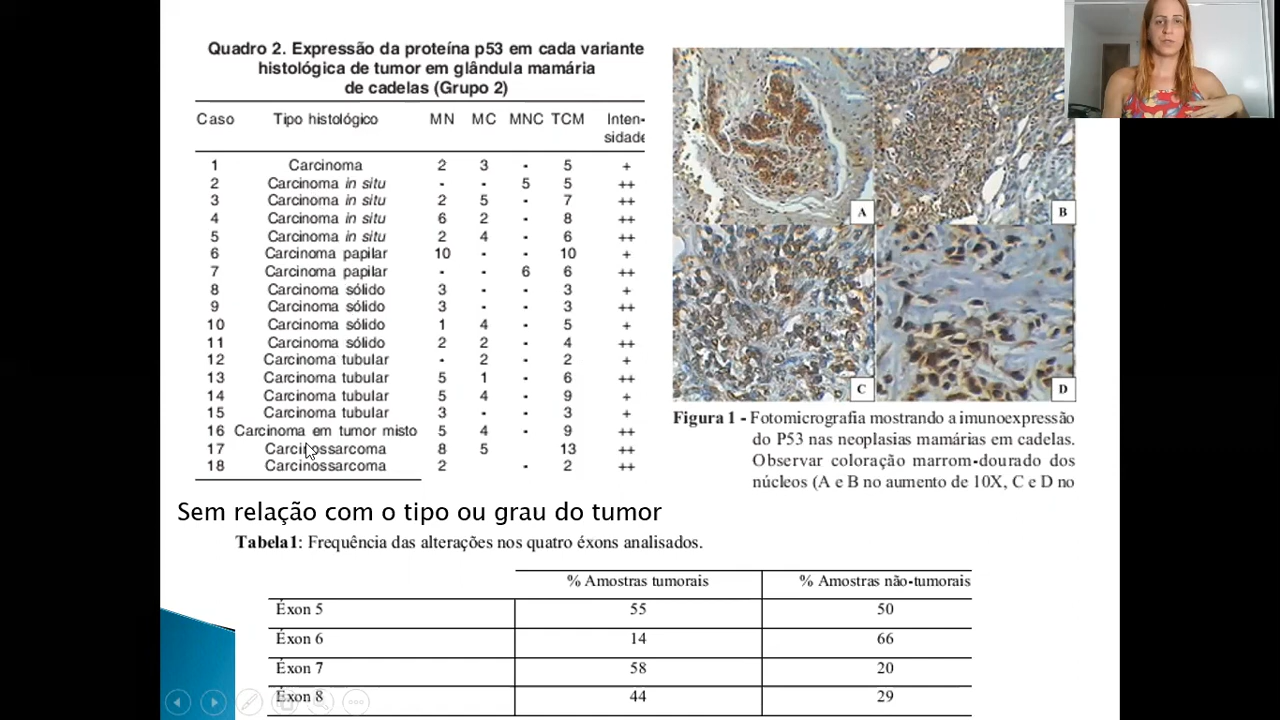 Quadro 2. Expressão da proteína p53 em cada variante
histológica de tumor em glândula mamária
de cadelas (Grupo 2)
Caso Tipo histológico MN MC MNC TCM Inten-
sidade
1 Carcinoma 2 3 - 5 +
2 Carcinoma in situ - - 5 5 ++
3 Carcinoma in situ 2 5 - 7 ++
4 Carcinoma in situ 6 2 - 8 ++
5 Carcinoma in situ 2 4 - 6 ++
6 Carcinoma papilar 10 - - 10 +
7 Carcinoma papilar - - 6 6 ++
8 Carcinoma sólido 3 - - 3 +
9 Carcinoma sólido 3 - - 3 ++
10 Carcinoma sólido 1 4 - 5 +
11 Carcinoma sólido 2 2 - 4 ++
12 Carcinoma tubular - 2 - 2 +
13 Carcinoma tubular 5 1 - 6 ++
14 Carcinoma tubular 5 4 - 9 +
15 Carcinoma tubular 3 - - 3 +
16 Carcinoma em tumor misto 5 4 - 9 ++
17 Carcinossarcoma 8 5 13 ++
18 Carcinossarcoma 2 - 2 ++
A
B
C
D
Figura 1 - Fotomicrografia mostrando a imunoexpressão
do P53 nas neoplasias mamárias em cadelas.
Observar coloração marrom-dourado dos
núcleos (A e B no aumento de 10X, C e D no
Sem relação com o tipo ou grau do tumor
Tabela1: Frequência das alterações nos quatro éxons analisados.
% Amostras tumorais % Amostras não-tumorais
Éxon 5 55 50
Éxon 6 14 66
Éxon 7 58 20
Éxon 8 44 29